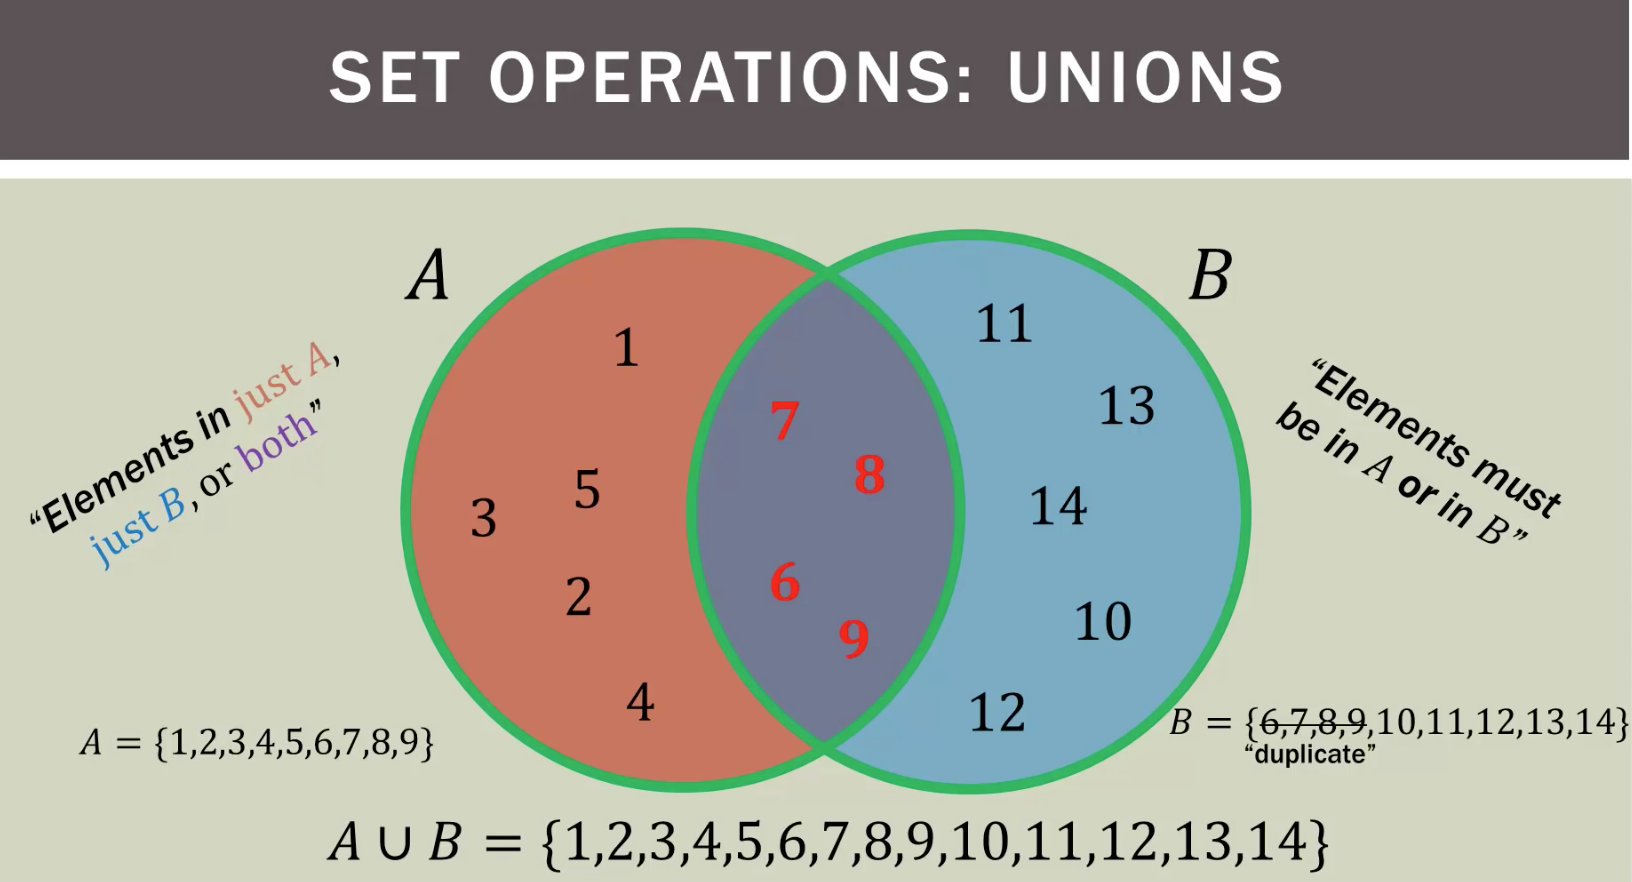 SET OPERATIONS: UNIONS
A
B
1
11
13
7
8
5
3
14
2
6
9
10
4
12
“Elements in just A,
just B, or both”
“Elements must
be in A or in B”
A = {1,2,3,4,5,6,7,8,9}
B = {6,7,8,9,10,11,12,13,14}
“duplicate”
A ∪ B = {1,2,3,4,5,6,7,8,9,10,11,12,13,14}